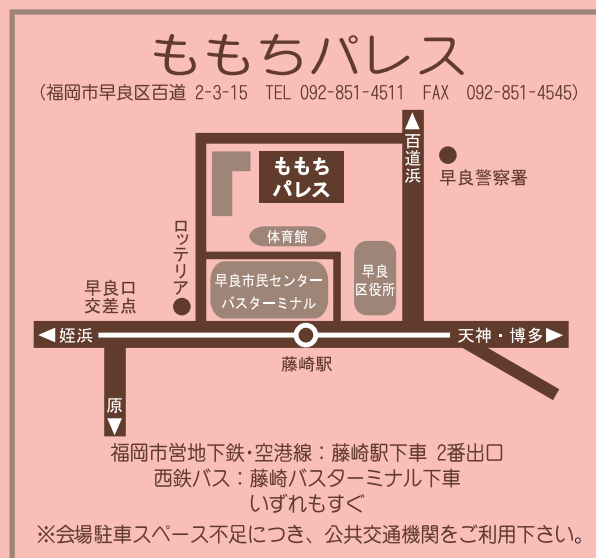 ももちパレス
(福岡市早良区百道 2-3-15 TEL 092-851-4511 FAX 092-851-4545)
百道浜
早良警察署
ももち
パレス
ロッテリア
体育館
早良市民センター
バスターミナル
早良
区役所
早良口
交差点
姪浜
天神・博多
藤崎駅
原
福岡市営地下鉄・空港線：藤崎駅下車 2番出口
西鉄バス：藤崎バスターミナル下車
いずれもすぐ
※会場駐車スペース不足につき、公共交通機関をご利用下さい。